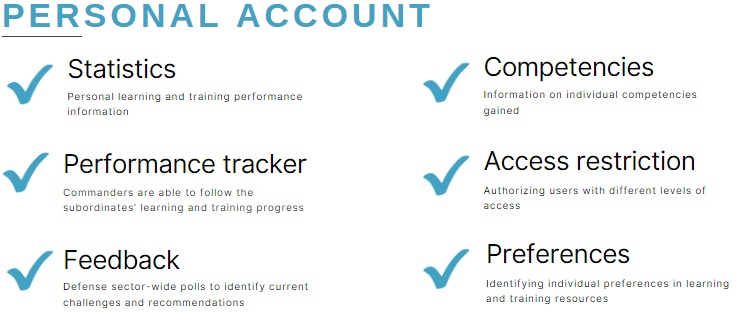 PERSONAL ACCOUNT
Statistics
Personal learning and training performance
information
Performance tracker
Commanders are able to follow the
subordinates' learning and training progress
Feedback
Defense sector-wide polls to identify current
challenges and recommendations
Competencies
Information on individual competencies
gained
Access restriction
Authorizing users with different levels of
access
Preferences
Identifying individual preferences in learning
and training resources